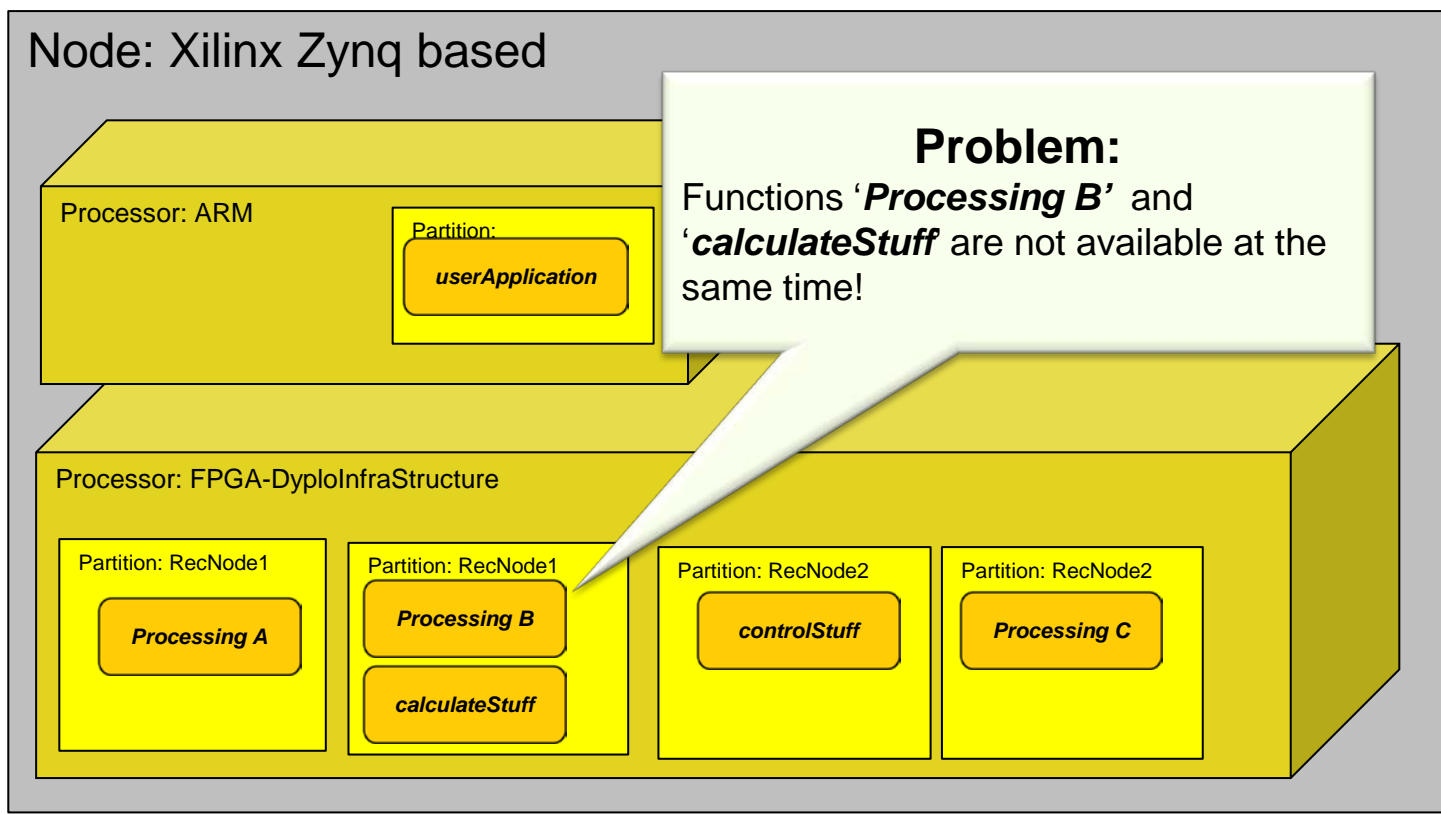 Node: Xilinx Zynq based
Problem:
Functions ‘Processing B’ and
‘calculateStuff’ are not available at the
same time!
Processor: ARM
Partition:
userApplication
Processor: FPGA-DyploInfraStructure
Partition: RecNode1
Processing A
Partition: RecNode1
Processing B
calculateStuff
Partition: RecNode2
controlStuff
Partition: RecNode2
Processing C